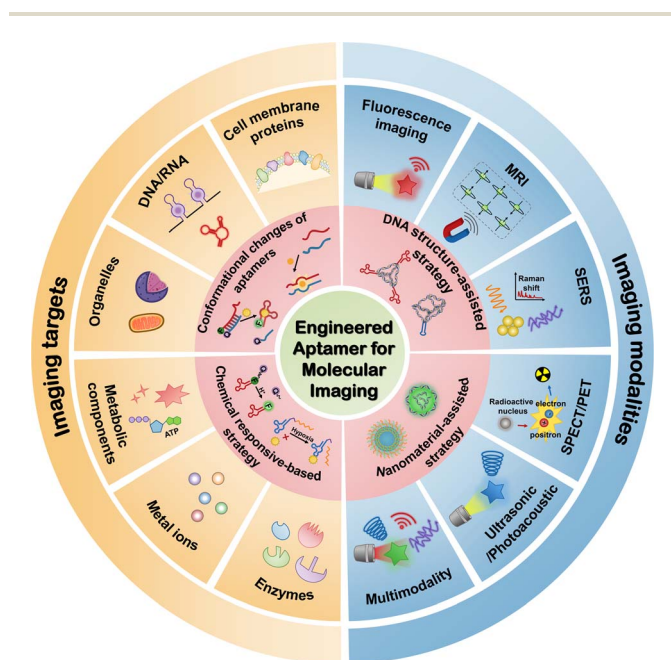 Engineered
Aptamer for
Molecular
Imaging
Conformational changes of
aptamers
DNA structure-assisted
strategy
Chemical responsive-based
strategy
Hypoxia
Nanomaterial-assisted
strategy
Imaging targets
Cell membrane
proteins
DNA/RNA
Organelles
Metabolic
components
ATP
Metal ions
Enzymes
Imaging modalities
Fluorescence
imaging
MRI
SERS
Raman
shift
SPECT/PET
Radioactive
nucleus
electron
positron
Ultrasonic
/Photoacoustic
Multimodality